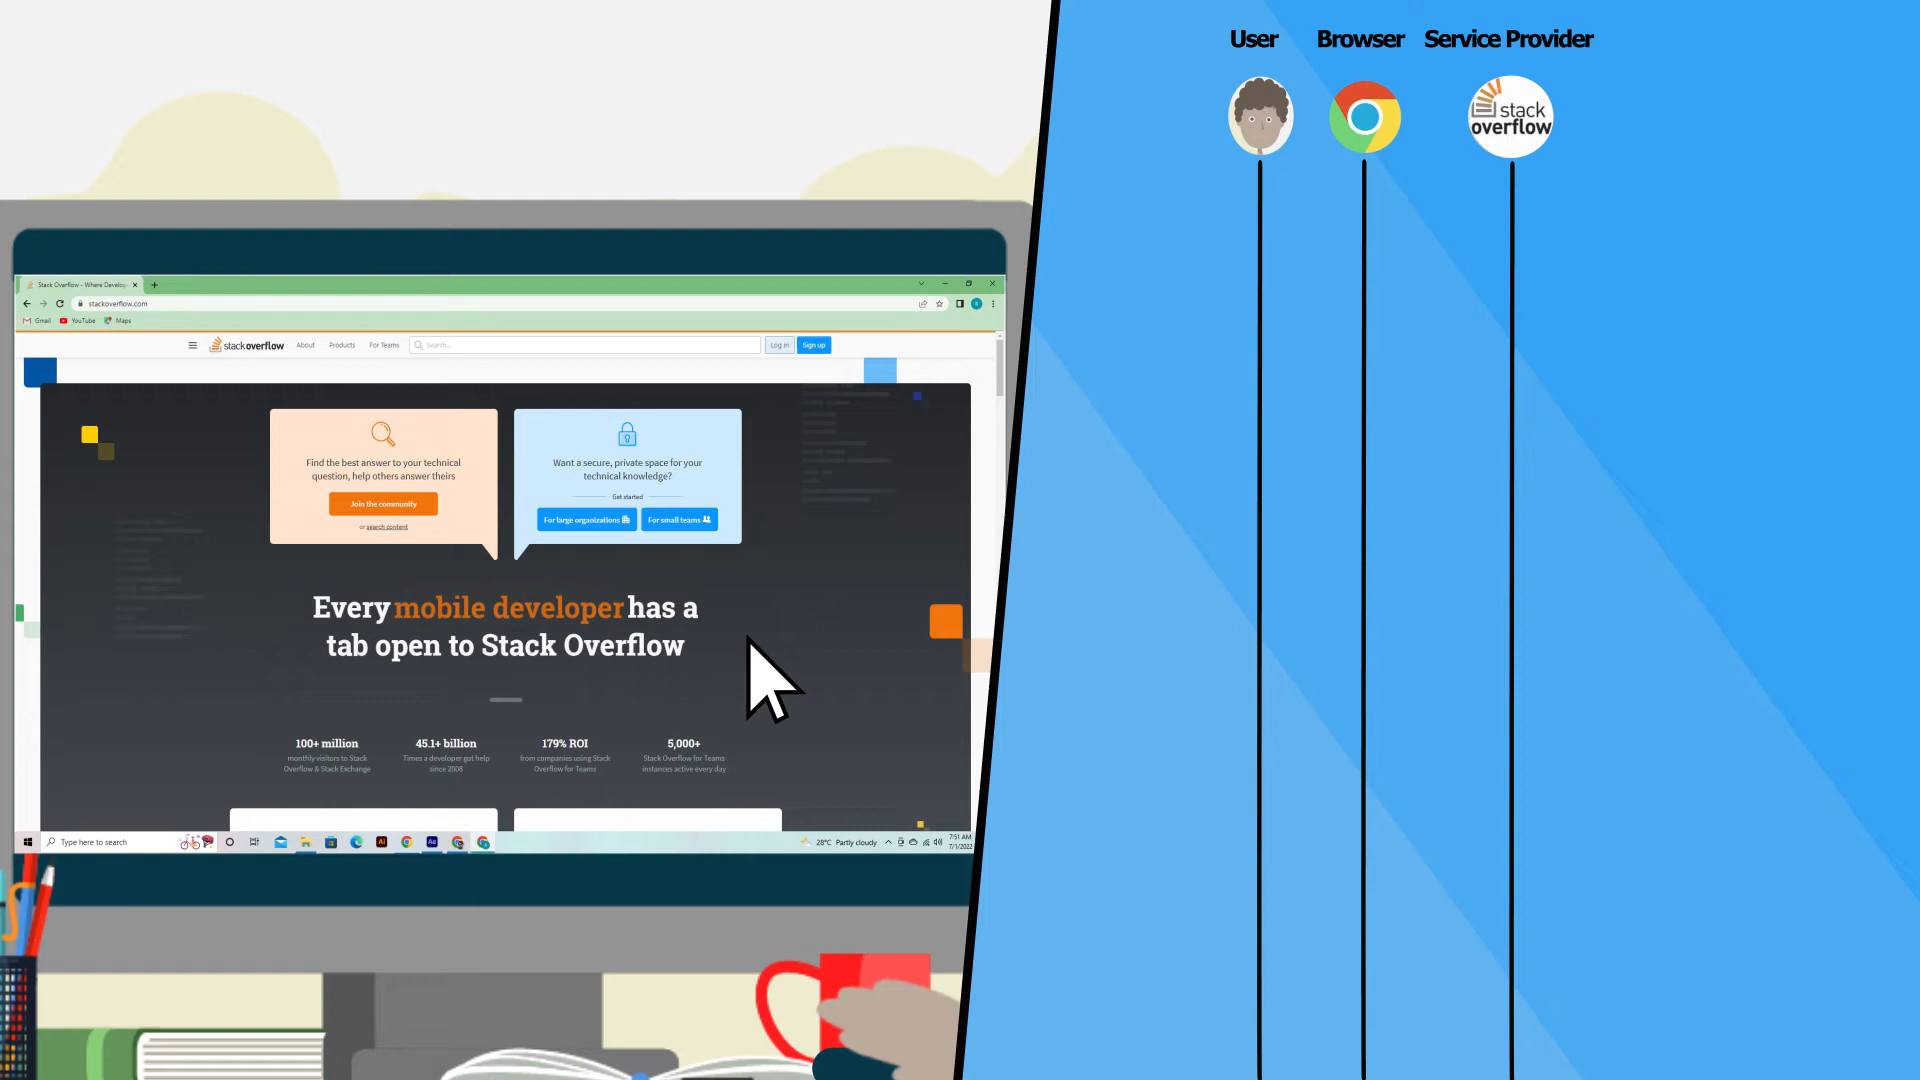 User Browser Service Provider
stack
overflow
Stack Overflow - Where Develop
stackoverflow.com
Gmail YouTube Maps
stackoverflow About Products For Teams Search... Log in Sign up
Find the best answer to your technical
question, help others answer theirs
Join the community
or search content
Want a secure, private space for your
technical knowledge?
Get started
For large organizations For small teams
Every mobile developer has a
tab open to Stack Overflow
100+ million
monthly visitors to Stack
Overflow & Stack Exchange
45.1+ billion
Times a developer got help
since 2008
179% ROI
from companies using Stack
Overflow for Teams
5,000+
Stack Overflow for Teams
instances active every day
Type here to search
Ai
Ae
28°C Partly cloudy
7:51 AM
7/1/2022